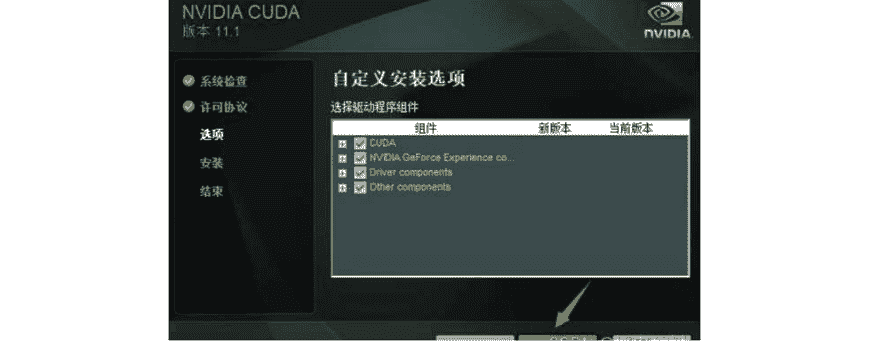 NVIDIA CUDA
版本 11.1
NVIDIA.
系统检查
许可协议
选项
安装
结束
自定义安装选项
选择驱动程序组件
组件 新版本 当前版本
CUDA
NVIDIA GeForce Experience co...
Driver components
Other components